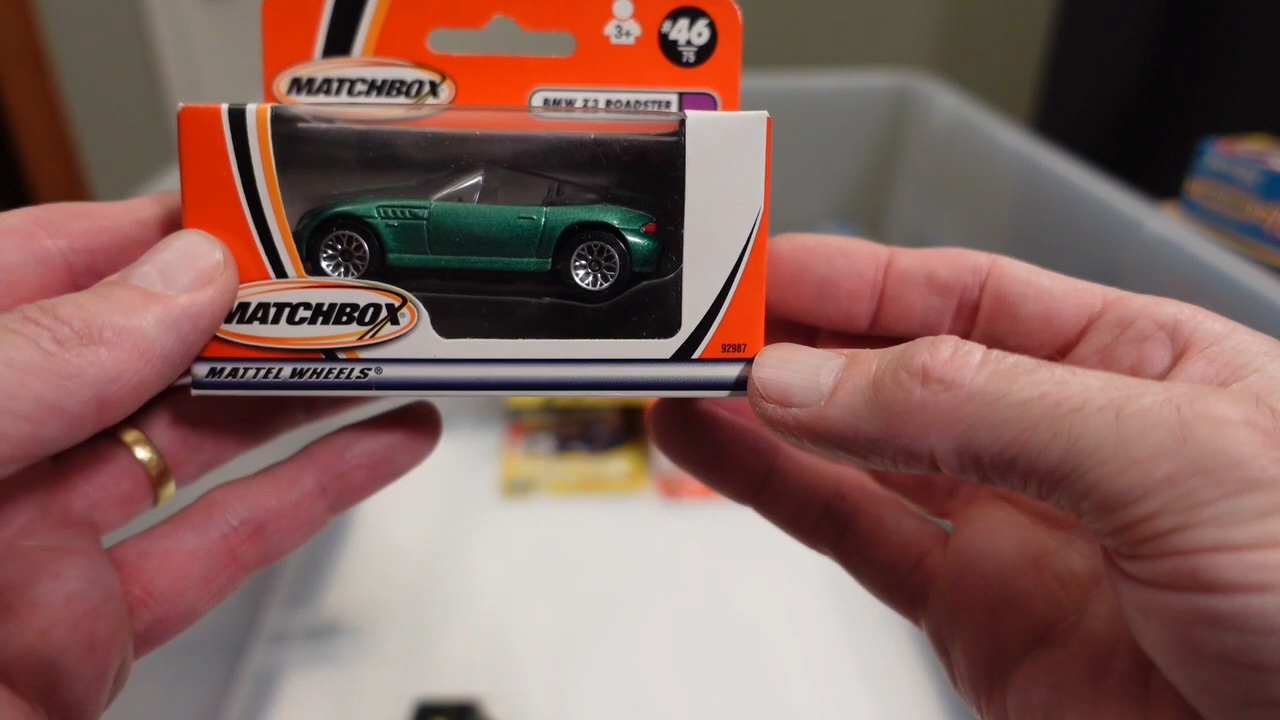 3+
#46
75
MATCHBOX
BMW Z3 ROADSTER
MATCHBOX®
92987
MATTEL WHEELS®